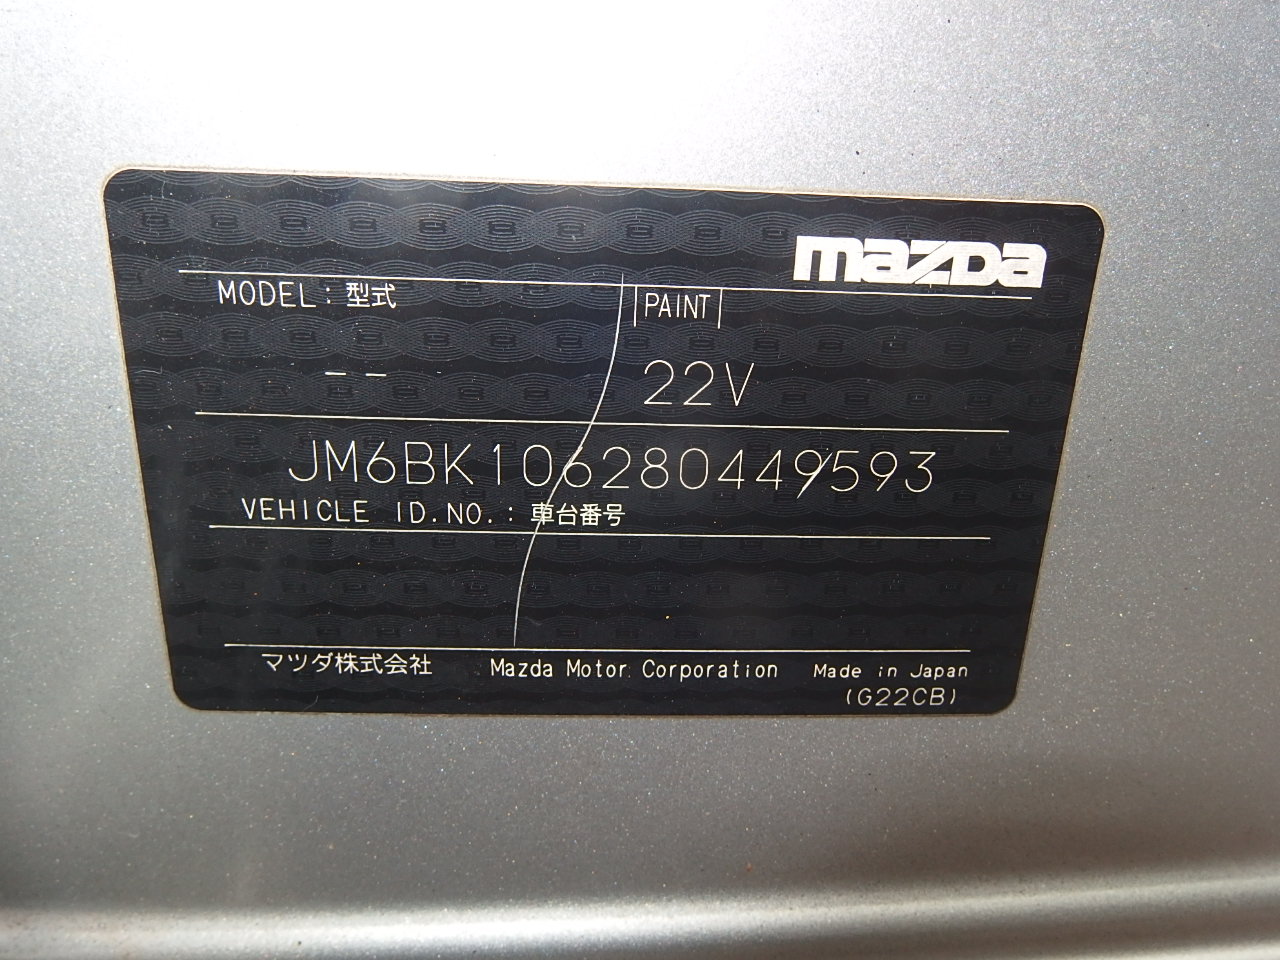 mazda
MODEL : 型式
PAINT
-- 22V
JM6BK106280449593
VEHICLE ID.NO. : 車台番号
マツダ株式会社 Mazda Motor Corporation Made in Japan
(G22CB)